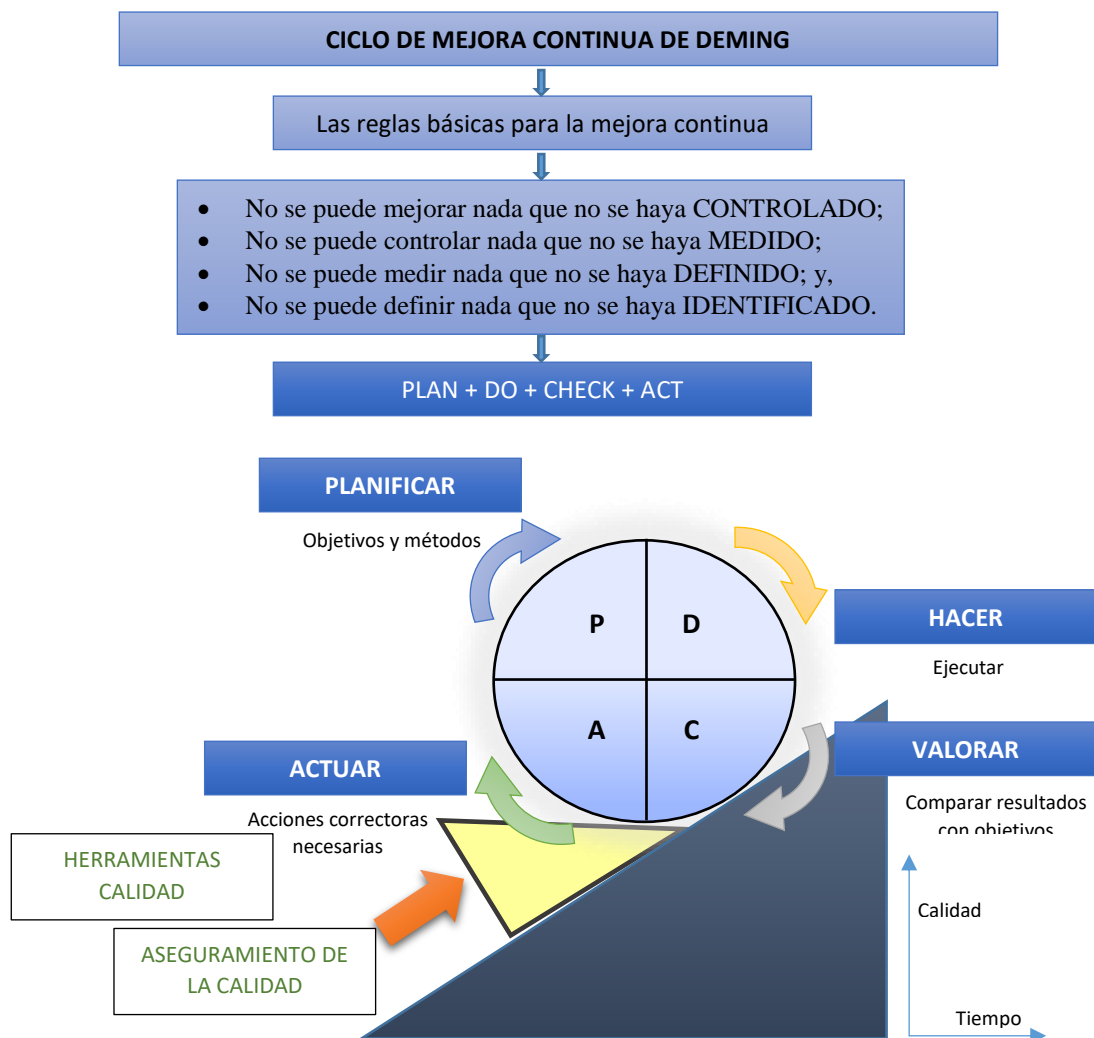 CICLO DE MEJORA CONTINUA DE DEMING
Las reglas básicas para la mejora continua
• No se puede mejorar nada que no se haya CONTROLADO;
• No se puede controlar nada que no se haya MEDIDO;
• No se puede medir nada que no se haya DEFINIDO; y,
• No se puede definir nada que no se haya IDENTIFICADO.
PLAN + DO + CHECK + ACT
PLANIFICAR
Objetivos y métodos
P
D
HACER
Ejecutar
A
C
ACTUAR
Acciones correctoras
necesarias
VALORAR
Comparar resultados
con objetivos
HERRAMIENTAS
CALIDAD
ASEGURAMIENTO DE
LA CALIDAD
Calidad
Tiempo